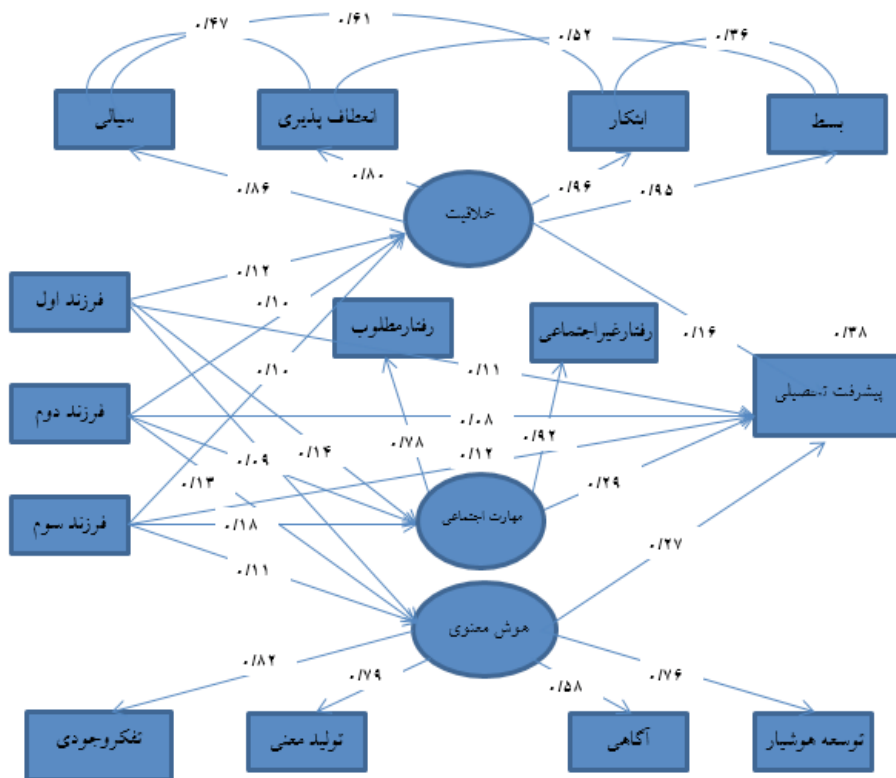 ۰/۴۷
۰/۶۱
۰/۵۲
۰/۳۶
سیالی
انعطاف پذیری
ابتکار
بسط
۰/۸۶
۰/۸۰
۰/۹۶
۰/۹۵
خلاقیت
فرزند اول
۰/۱۲
۰/۱۰
رفتارمطلوب
رفتارغیراجتماعی
۰/۱۶
۰/۳۸
۰/۱۰
۰/۱۱
پیشرفت تحصیلی
فرزند دوم
۰/۰۸
۰/۰۹
۰/۱۴
۰/۷۸
۰/۱۲
۰/۹۲
۰/۱۳
۰/۲۹
فرزند سوم
۰/۱۸
مهارت اجتماعی
۰/۱۱
۰/۲۷
هوش معنوی
۰/۸۲
۰/۷۹
۰/۵۸
۰/۷۶
تفکروجودی
تولید معنی
آگاهی
توسعه هوشیار